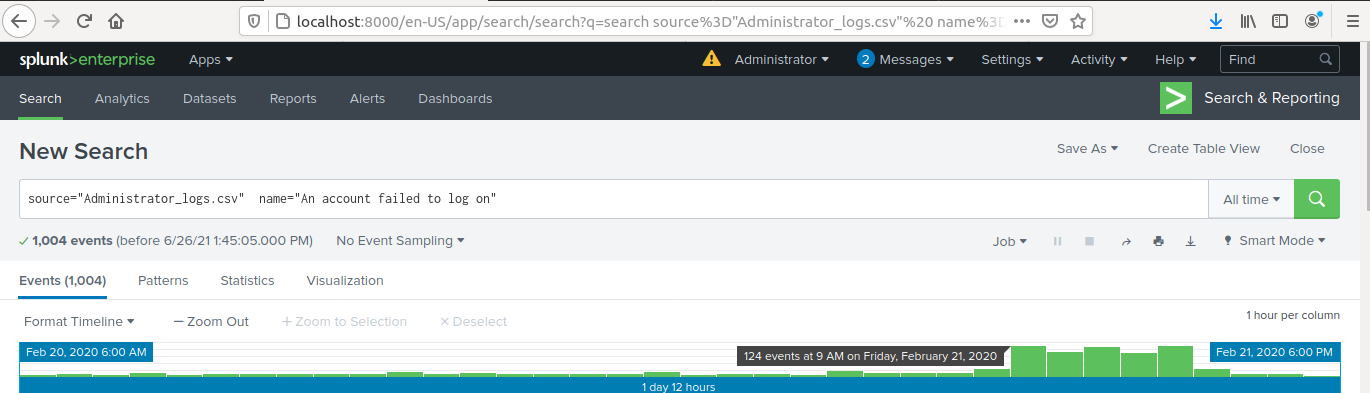 localhost:8000/en-US/app/search/search?q=search source%3D"Administrator_logs.csv"%20 name%3D
splunk>enterprise Apps Administrator 2 Messages Settings Activity Help Find
Search Analytics Datasets Reports Alerts Dashboards Search & Reporting
New Search Save As Create Table View Close
source="Administrator_logs.csv"  name="An account failed to log on" All time
1,004 events (before 6/26/21 1:45:05.000 PM) No Event Sampling Job Smart Mode
Events (1,004) Patterns Statistics Visualization
Format Timeline — Zoom Out + Zoom to Selection × Deselect 1 hour per column
Feb 20, 2020 6:00 AM 124 events at 9 AM on Friday, February 21, 2020 Feb 21, 2020 6:00 PM
1 day 12 hours